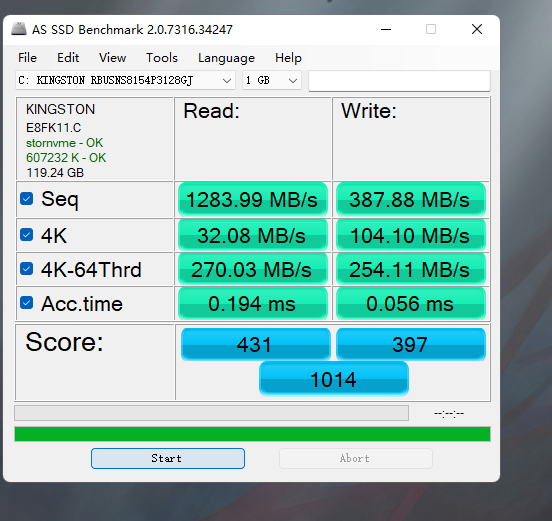 AS SSD Benchmark 2.0.7316.34247
File Edit View Tools Language Help
C: KINGSTON RBUSNS8154P3128GJ 1 GB
KINGSTON
E8FK11.C
stornvme - OK
607232 K - OK
119.24 GB
Read: Write:
Seq 1283.99 MB/s 387.88 MB/s
4K 32.08 MB/s 104.10 MB/s
4K-64Thrd 270.03 MB/s 254.11 MB/s
Acc.time 0.194 ms 0.056 ms
Score: 431 397
1014
--:--:--
Start Abort